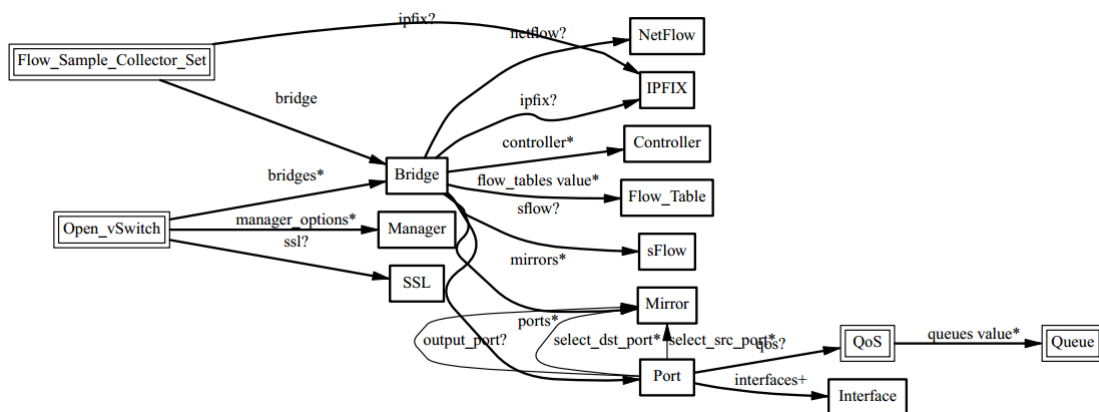 ipfix?
netflow?
NetFlow
Flow_Sample_Collector_Set
IPFIX
bridge
ipfix?
controller*
Controller
bridges*
Bridge
flow_tables value*
Flow_Table
sflow?
Open_vSwitch
manager_options*
Manager
ssl?
sFlow
mirrors*
SSL
Mirror
ports*
output_port?
select_dst_port*
select_src_port*
qos?
QoS
queues value*
Queue
Port
interfaces+
Interface